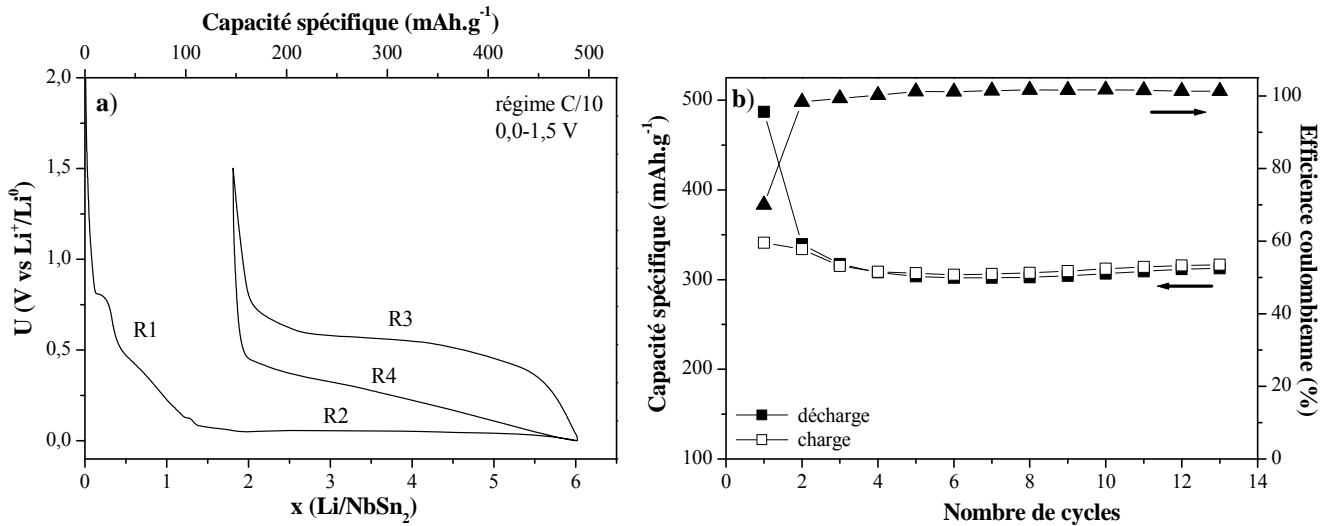 Capacité spécifique (mAh.g-1)
0 100 200 300 400 500
2,0
1,5
1,0
0,5
0,0
U (V vs Li+/Li0)
a)
régime C/10
0,0-1,5 V
R1
R2
R3
R4
0 1 2 3 4 5 6
x (Li/NbSn2)
b)
500
400
300
200
100
Capacité spécifique (mAh.g-1)
100
80
60
40
20
0
Efficience coulombienne (%)
décharge
charge
0 2 4 6 8 10 12 14
Nombre de cycles